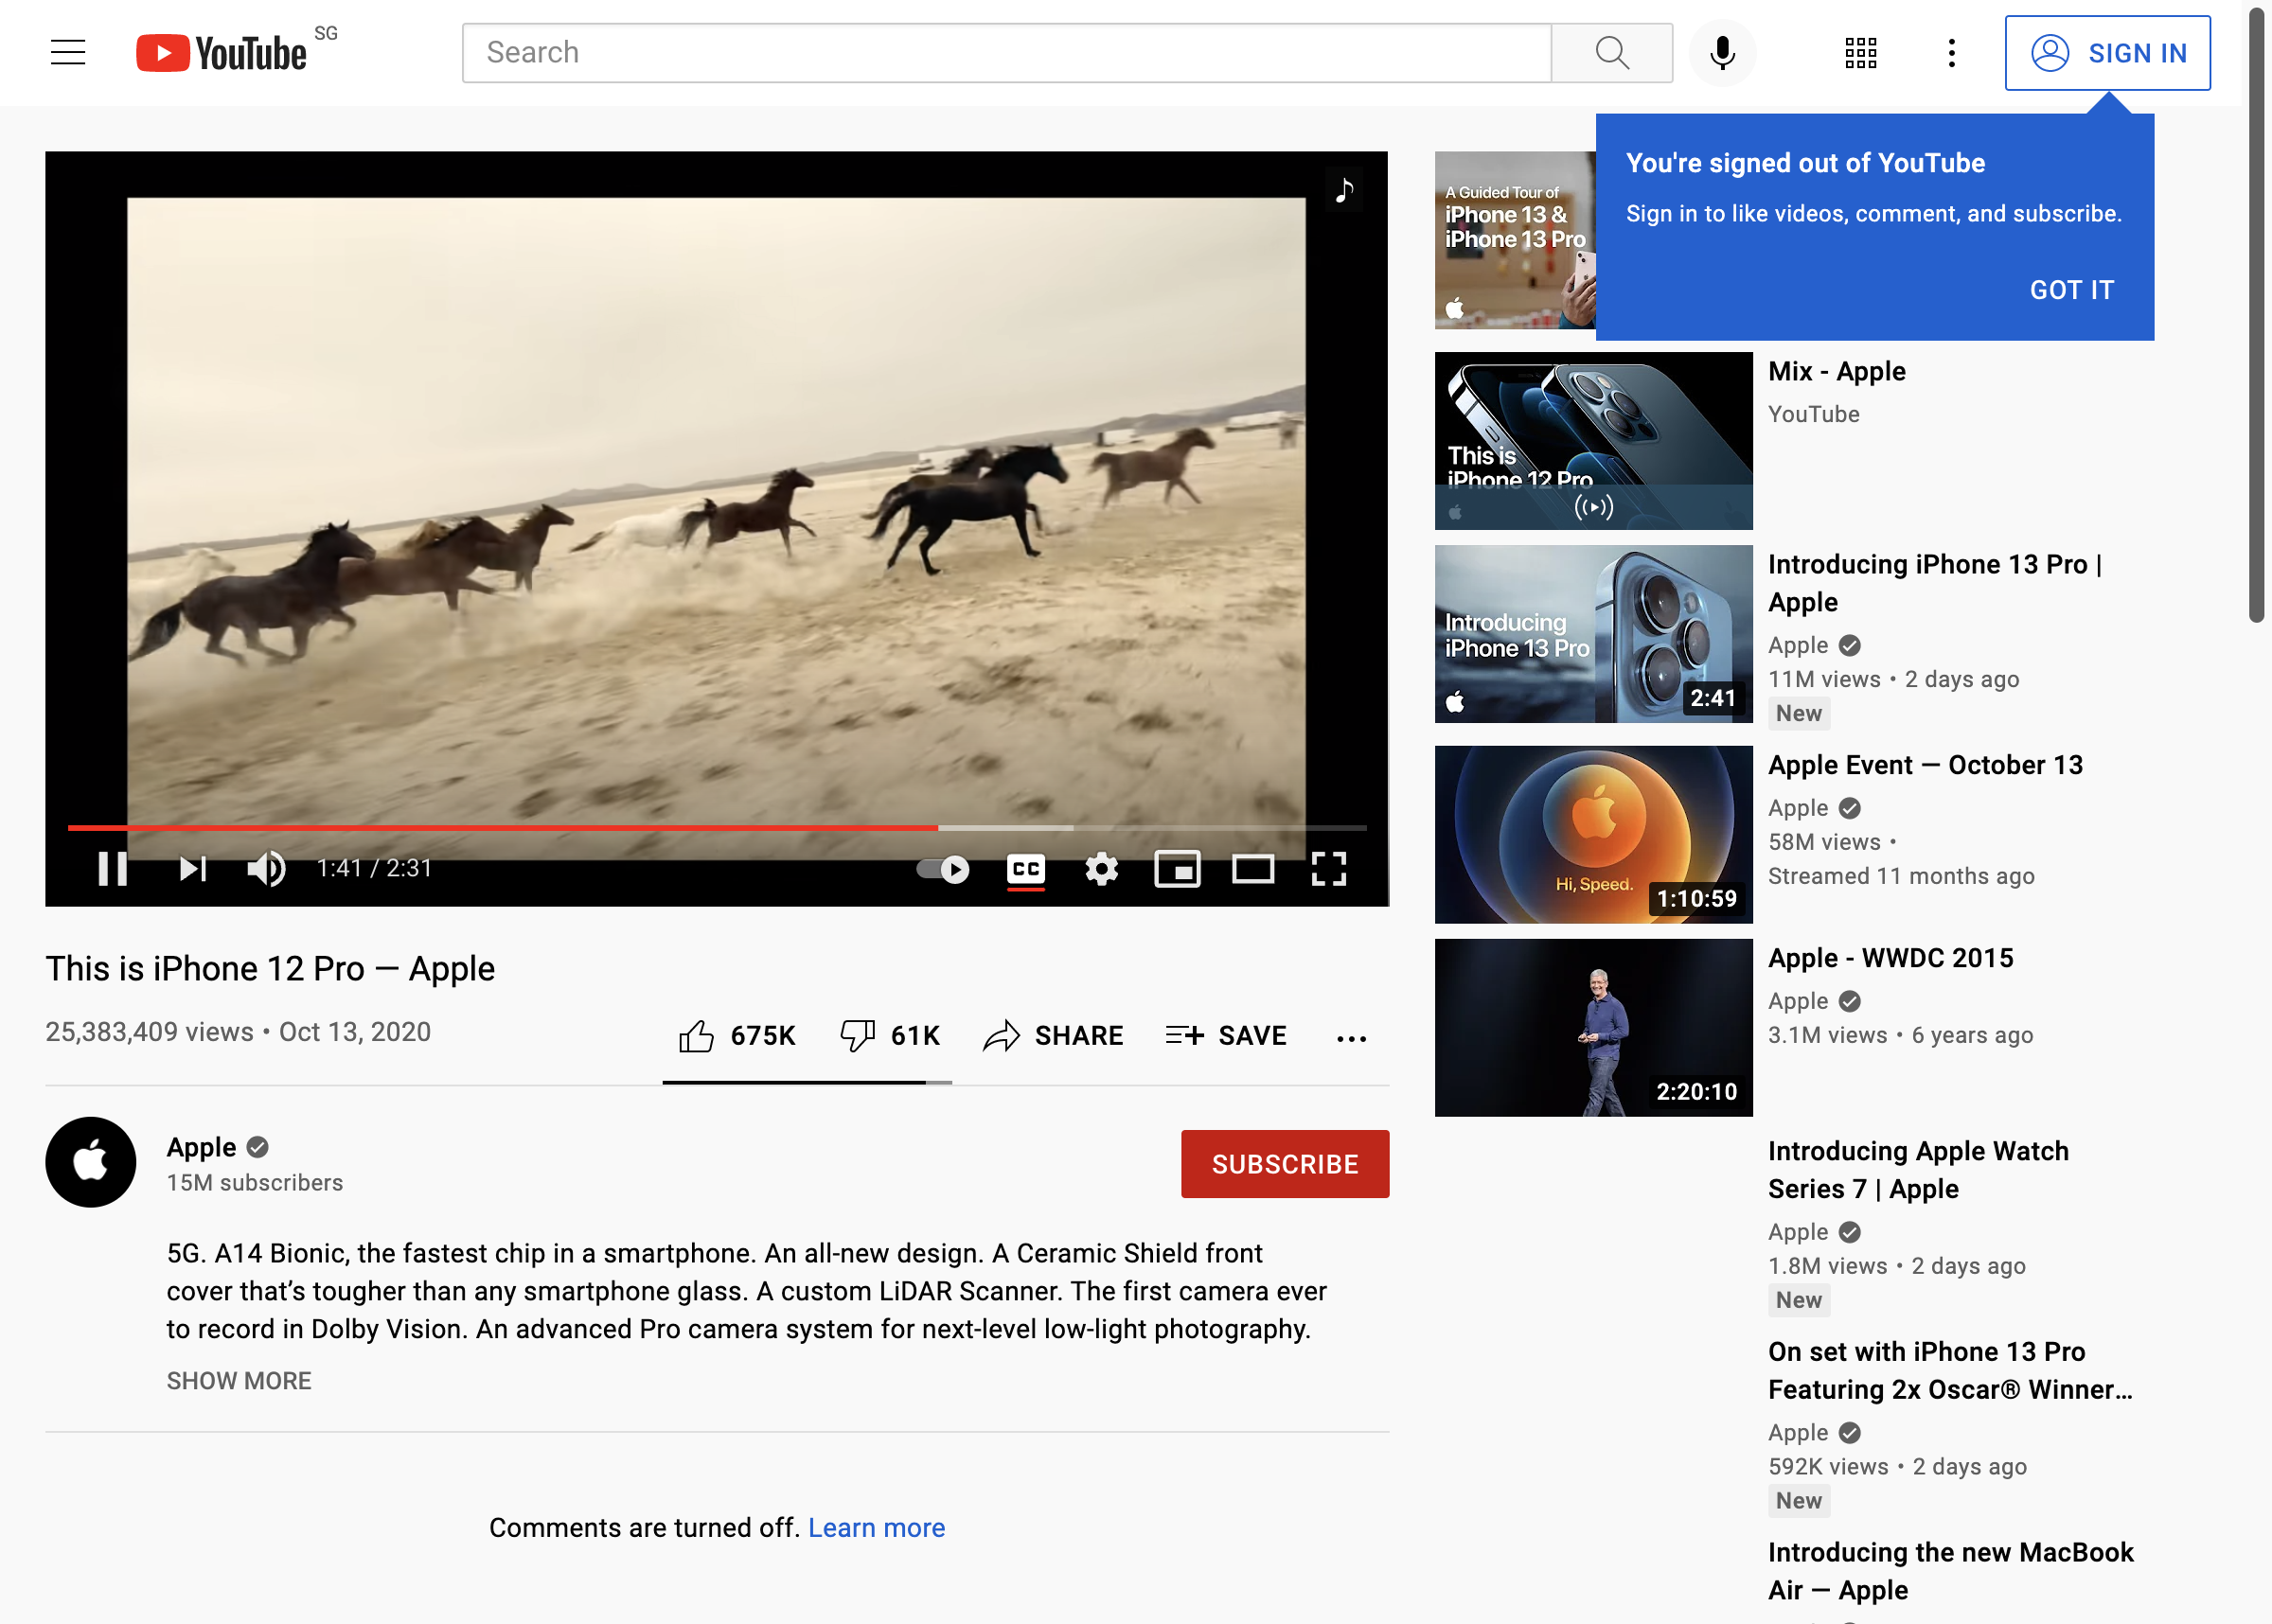 YouTube SG
Search
SIGN IN
You're signed out of YouTube
Sign in to like videos, comment, and subscribe.
GOT IT
1:41 / 2:31
CC
This is iPhone 12 Pro — Apple
25,383,409 views • Oct 13, 2020
675K
61K
SHARE
SAVE
Apple
15M subscribers
SUBSCRIBE
5G. A14 Bionic, the fastest chip in a smartphone. An all-new design. A Ceramic Shield front
cover that’s tougher than any smartphone glass. A custom LiDAR Scanner. The first camera ever
to record in Dolby Vision. An advanced Pro camera system for next-level low-light photography.
SHOW MORE
Comments are turned off. Learn more
A Guided Tour of
iPhone 13 &
iPhone 13 Pro
This is
iPhone 12 Pro
Mix - Apple
YouTube
Introducing
iPhone 13 Pro
2:41
Introducing iPhone 13 Pro |
Apple
Apple
11M views • 2 days ago
New
Hi, Speed.
1:10:59
Apple Event — October 13
Apple
58M views •
Streamed 11 months ago
2:20:10
Apple - WWDC 2015
Apple
3.1M views • 6 years ago
Introducing Apple Watch
Series 7 | Apple
Apple
1.8M views • 2 days ago
New
On set with iPhone 13 Pro
Featuring 2x Oscar® Winner...
Apple
592K views • 2 days ago
New
Introducing the new MacBook
Air — Apple